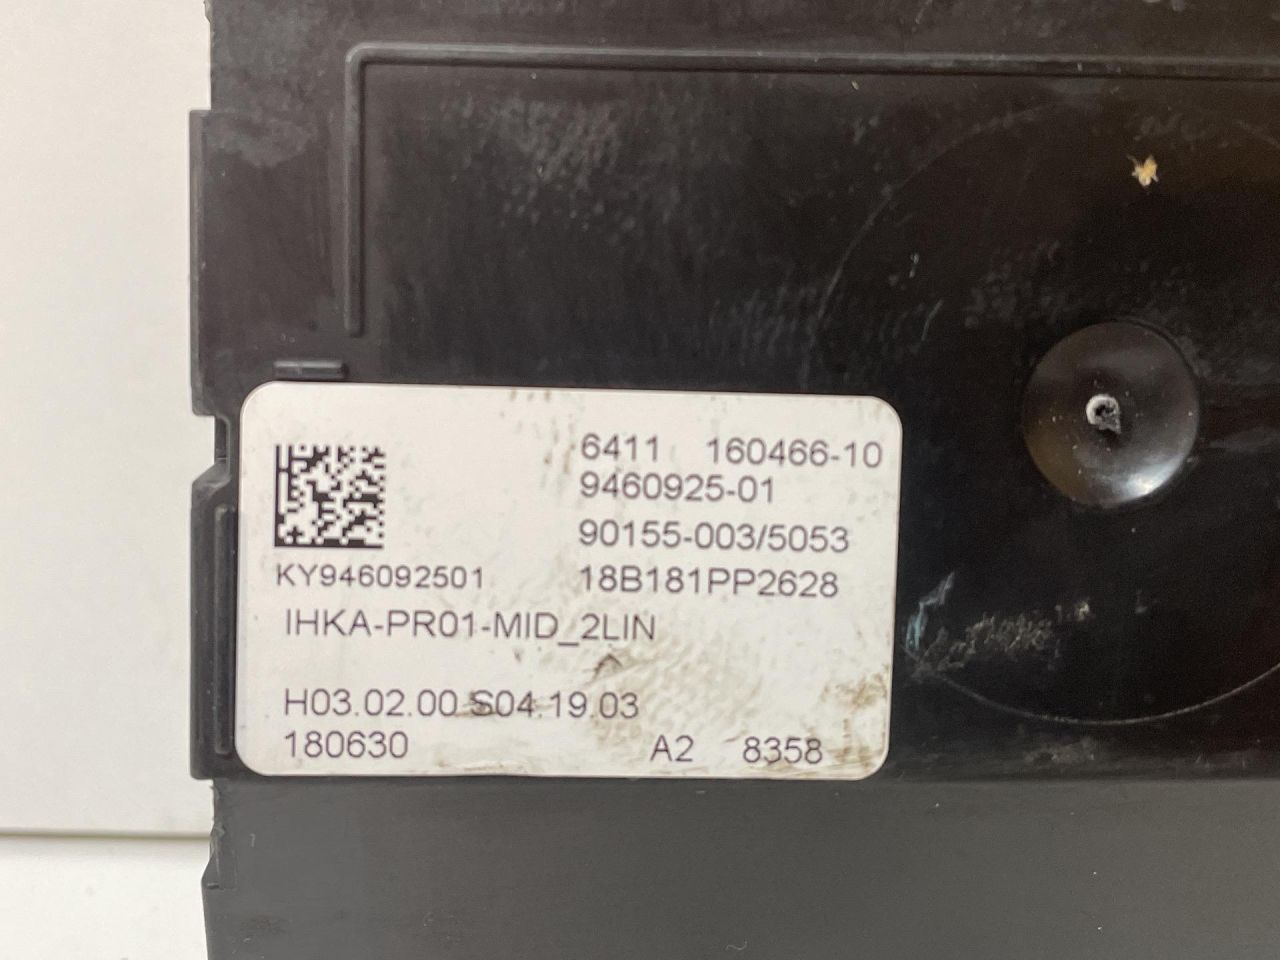 6411 160466-10
9460925-01
90155-003/5053
KY946092501 18B181PP2628
IHKA-PR01-MID_2LIN
H03.02.00 S04.19.03
180630 A2 8358